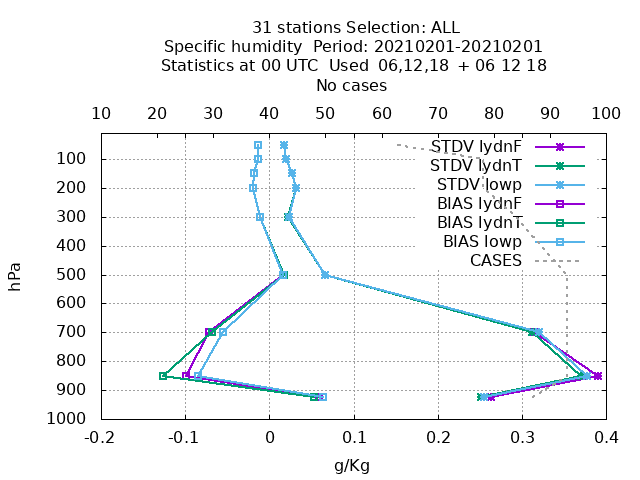 31 stations Selection: ALL
Specific humidity  Period: 20210201-20210201
Statistics at 00 UTC  Used  06,12,18  + 06 12 18
No cases
10 20 30 40 50 60 70 80 90 100
STDV lydnF
100
STDV lydnT
STDV lowp
200
BIAS lydnF
300
BIAS lydnT
BIAS lowp
400
CASES
500
hPa
600
700
800
900
1000
-0.2 -0.1 0 0.1 0.2 0.3 0.4
g/Kg